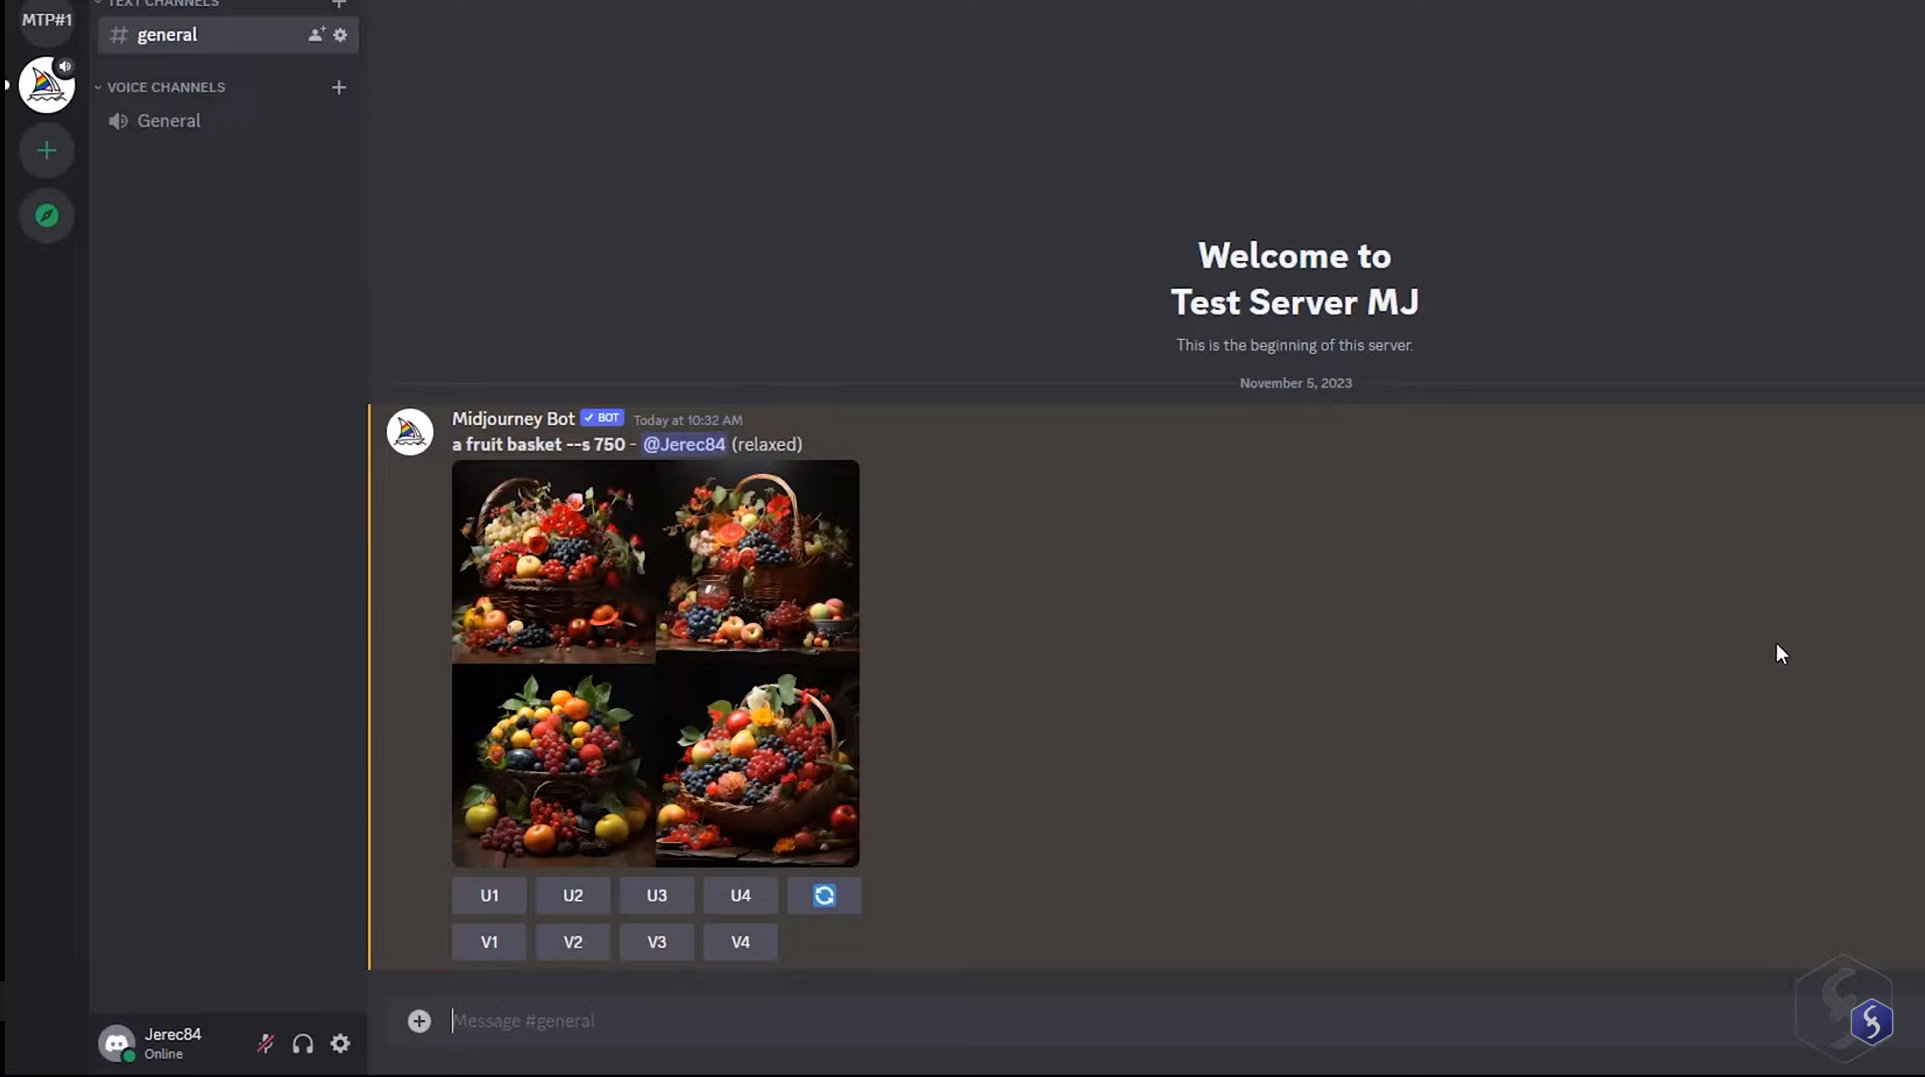 MTP#1
TEXT CHANNELS
general
VOICE CHANNELS
General
Welcome to
Test Server MJ
This is the beginning of this server.
November 5, 2023
Midjourney Bot ✓ BOT Today at 10:32 AM
a fruit basket --s 750 - @Jerec84 (relaxed)
U1 U2 U3 U4
V1 V2 V3 V4
Message #general
Jerec84
Online